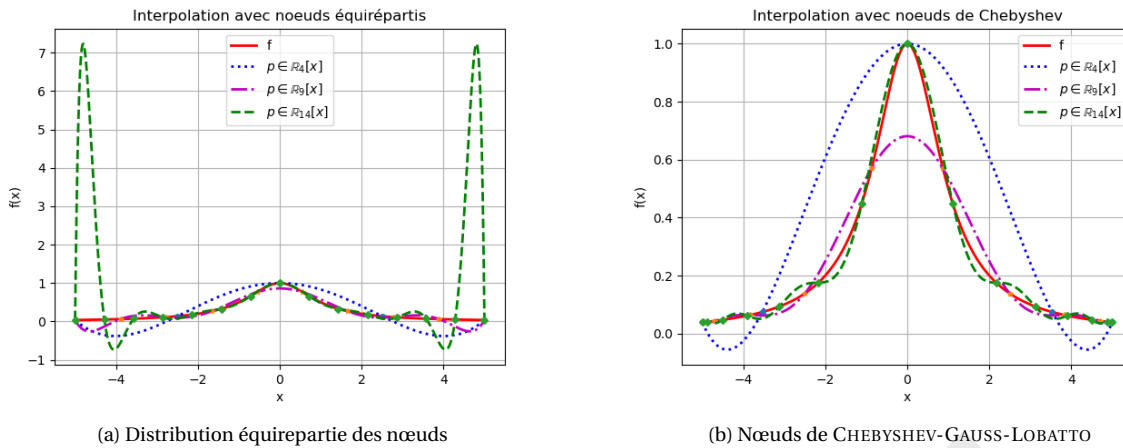 Interpolation avec noeuds équirépartis
f
p ∈ ℝ₄[x]
p ∈ ℝ₉[x]
p ∈ ℝ₁₄[x]
7
6
5
4
3
2
1
0
−1
f(x)
−4
−2
0
2
4
x
(a) Distribution équirepartie des nœuds
Interpolation avec noeuds de Chebyshev
f
p ∈ ℝ₄[x]
p ∈ ℝ₉[x]
p ∈ ℝ₁₄[x]
1.0
0.8
0.6
0.4
0.2
0.0
f(x)
−4
−2
0
2
4
x
(b) Nœuds de CHEBYSHEV-GAUSS-LOBATTO